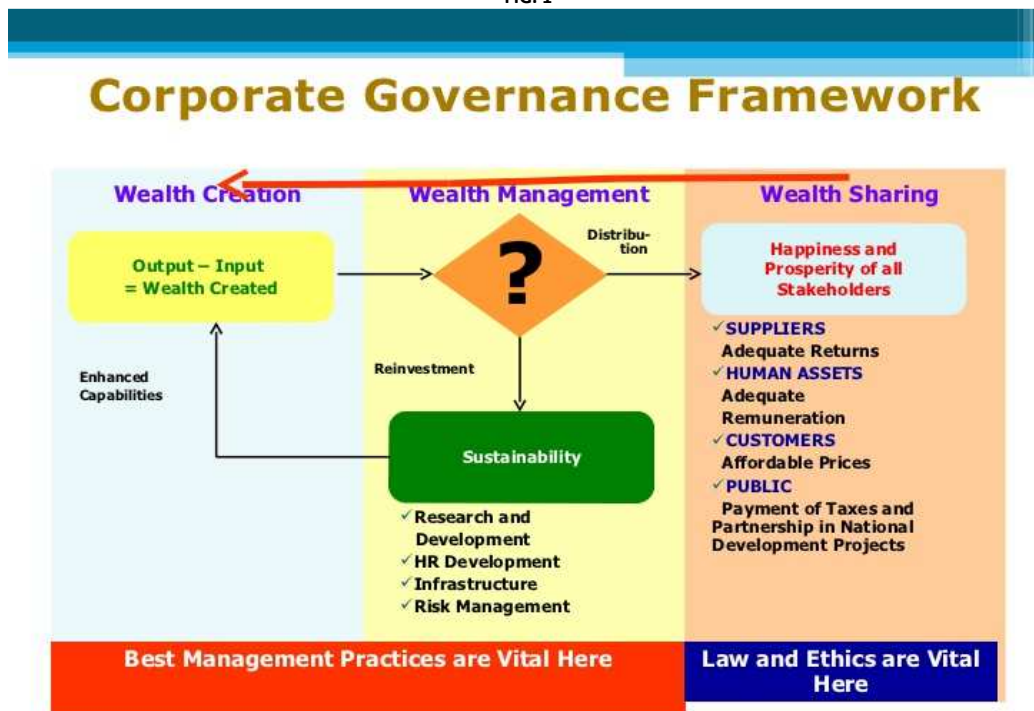 Corporate Governance Framework
Wealth Creation
Output – Input
= Wealth Created
Enhanced
Capabilities
Wealth Management
?
Distribu-
tion
Reinvestment
Sustainability
✓Research and
Development
✓HR Development
✓Infrastructure
✓Risk Management
Wealth Sharing
Happiness and
Prosperity of all
Stakeholders
✓SUPPLIERS
Adequate Returns
✓HUMAN ASSETS
Adequate
Remuneration
✓CUSTOMERS
Affordable Prices
✓PUBLIC
Payment of Taxes and
Partnership in National
Development Projects
Best Management Practices are Vital Here
Law and Ethics are Vital
Here